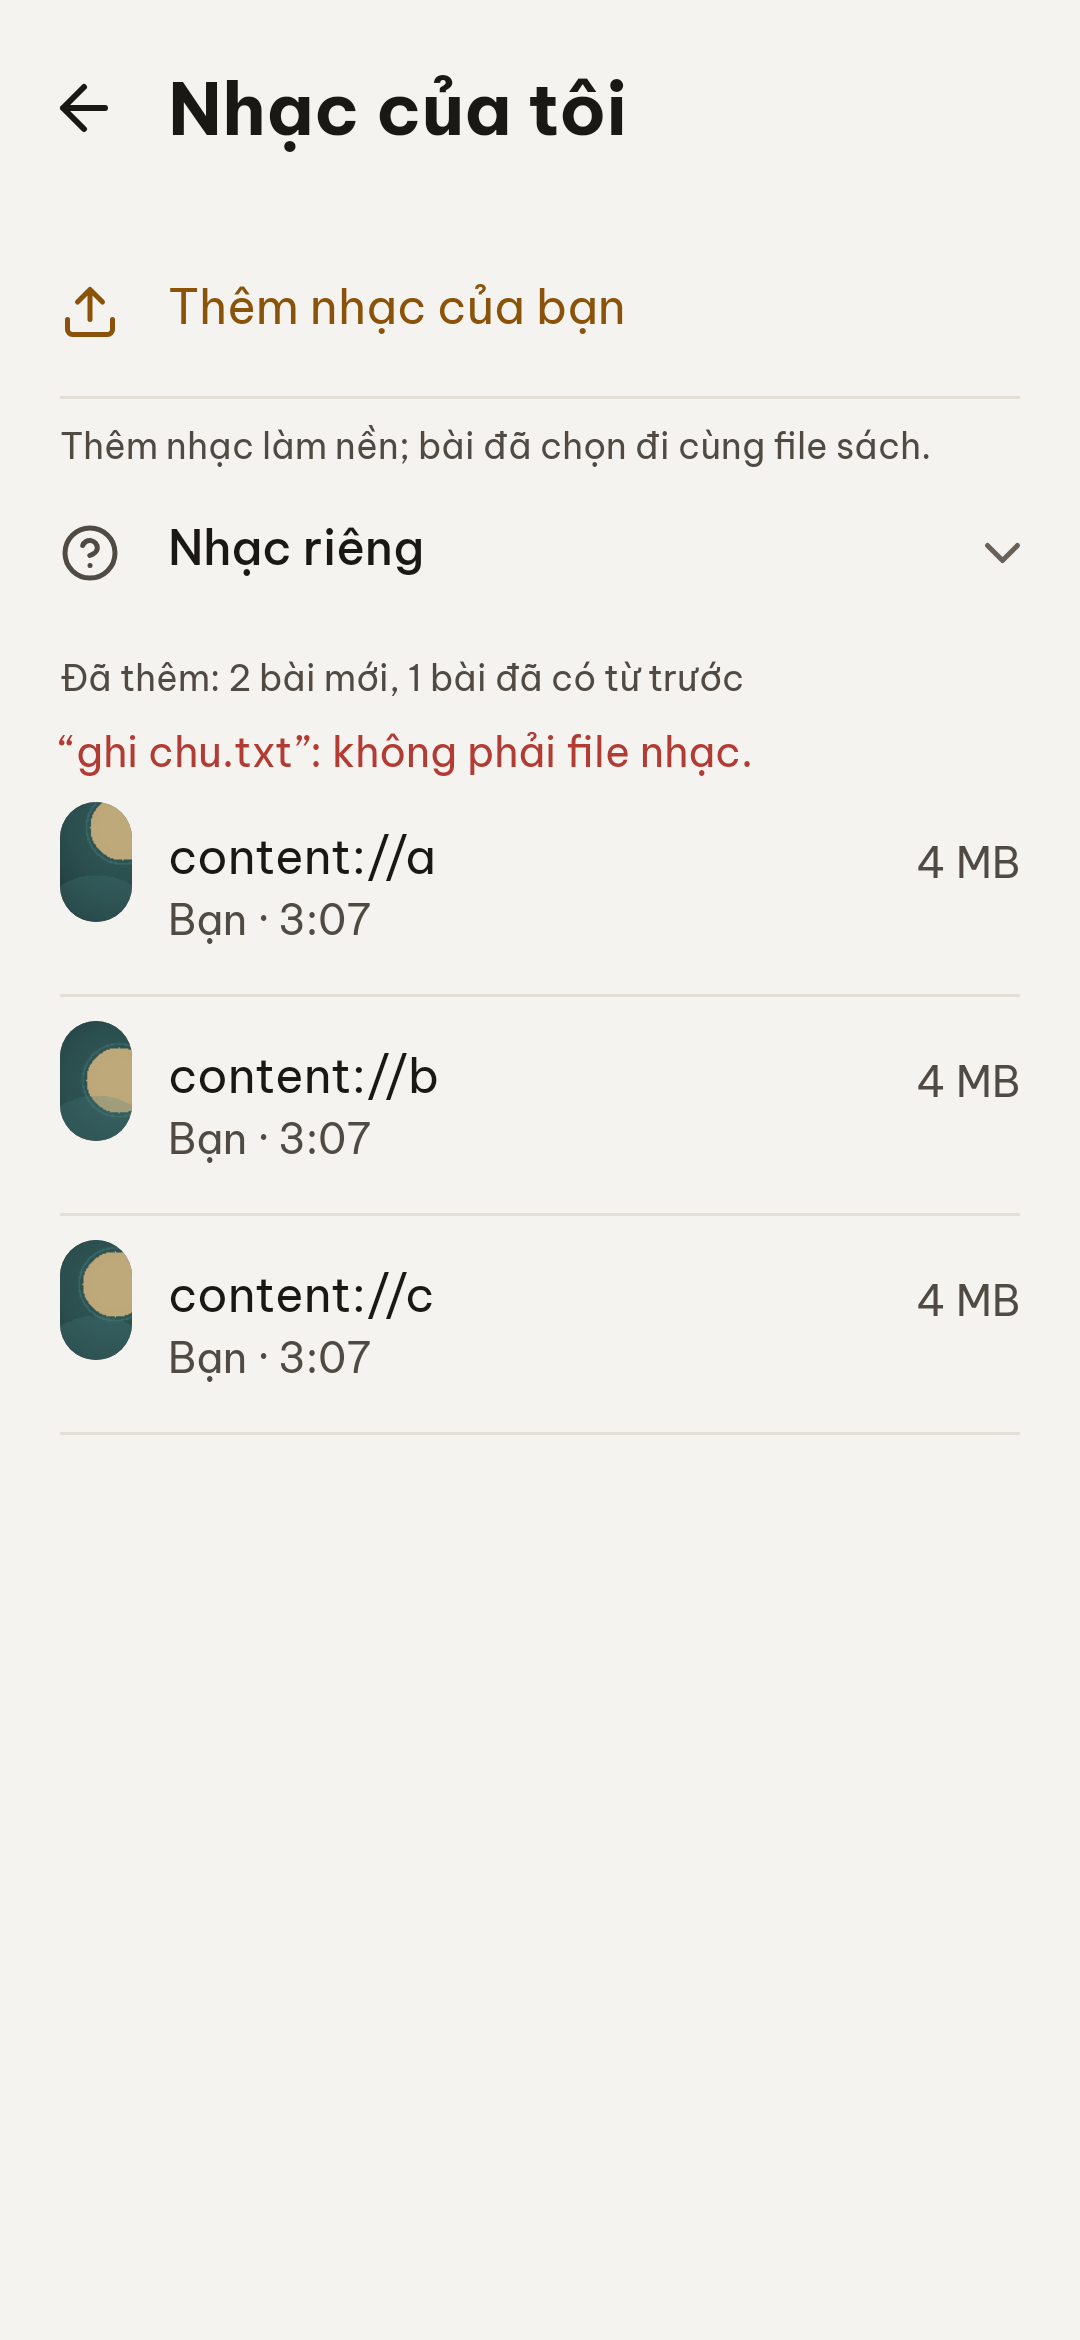 Nhạc của tôi
Thêm nhạc của bạn
Thêm nhạc làm nền; bài đã chọn đi cùng file sách.
Nhạc riêng
Đã thêm: 2 bài mới, 1 bài đã có từ trước
“ghi chu.txt”: không phải file nhạc.
content://a
4 MB
Bạn · 3:07
content://b
4 MB
Bạn · 3:07
content://c
4 MB
Bạn · 3:07